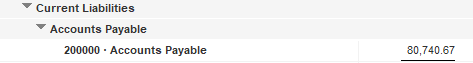 Current Liabilities
Accounts Payable
200000 · Accounts Payable 80,740.67